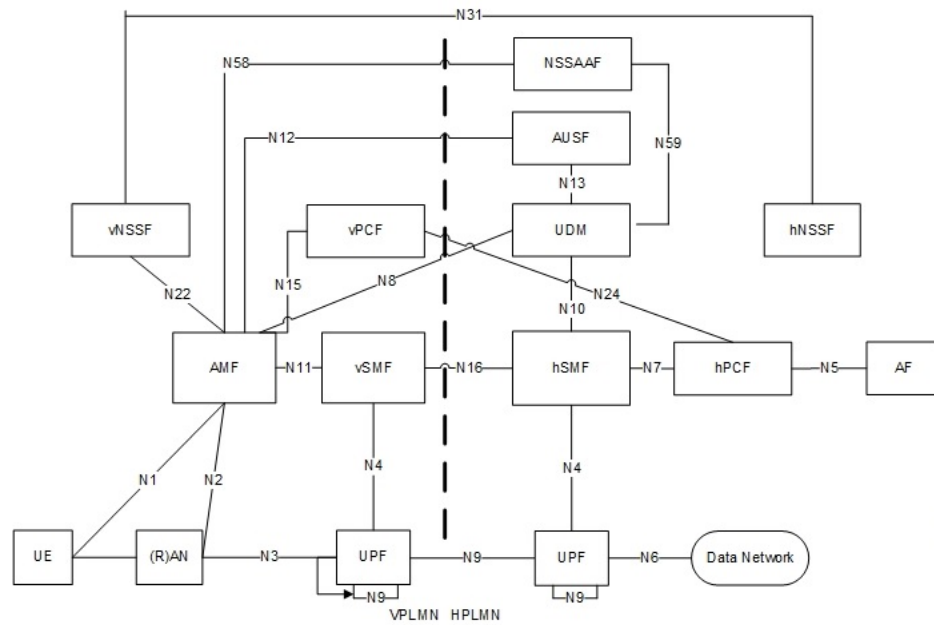 N31
N58
NSSAAF
N12
AUSF
N59
N13
vNSSF
vPCF
UDM
hNSSF
N22
N15
N8
N24
N10
AMF
N11
vSMF
N16
hSMF
N7
hPCF
N5
AF
N1
N2
N4
N4
UE
(R)AN
N3
UPF
N9
UPF
N6
Data Network
N9
N9
VPLMN HPLMN